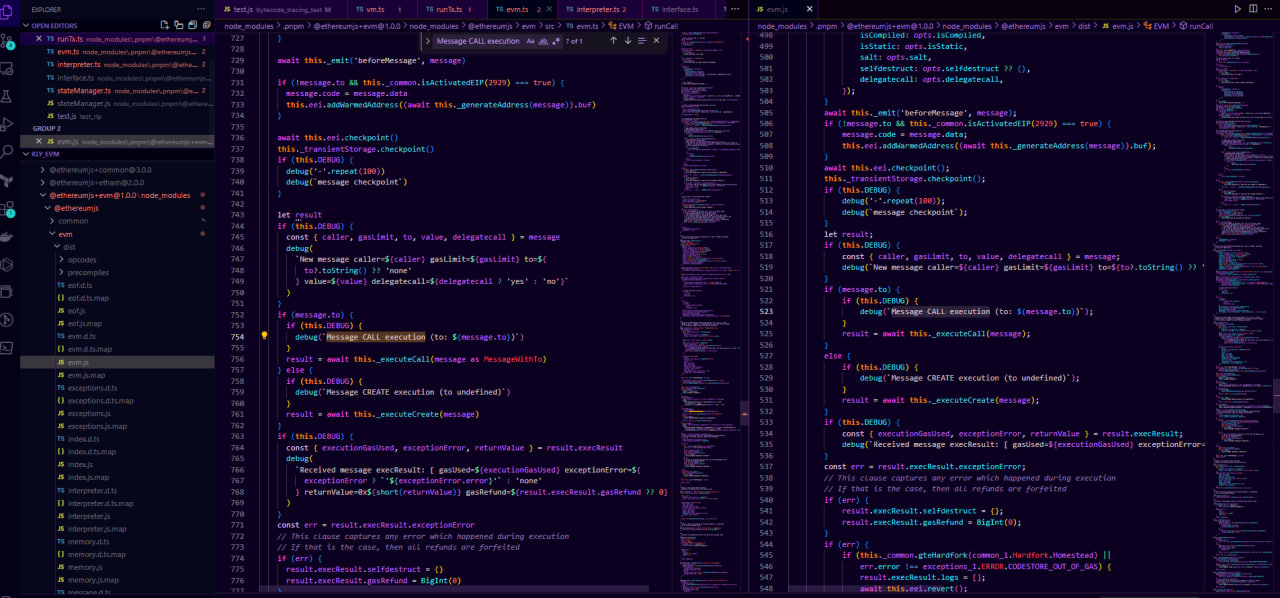 EXPLORER
OPEN EDITORS
runTx.ts node_modules\.pnpm\@ethereumjs... 1
evm.ts node_modules\.pnpm\@ethereumjs+... 2
interpreter.ts node_modules\.pnpm\@ethe... 2
interface.ts node_modules\.pnpm\@ethereu...
stateManager.ts node_modules\.pnpm\@e... 2
stateManager.js node_modules\.pnpm\@ethere...
test.js test_rlp
GROUP 2
evm.js node_modules\.pnpm\@ethereumjs+evm...
KLY_EVM
@ethereumjs+common@3.0.0
@ethereumjs+ethash@2.0.0
@ethereumjs+evm@1.0.0\node_modules
@ethereumjs
common
evm
dist
opcodes
precompiles
eof.d.ts
eof.d.ts.map
eof.js
eof.js.map
evm.d.ts
evm.d.ts.map
evm.js
evm.js.map
exceptions.d.ts
exceptions.d.ts.map
exceptions.js
exceptions.js.map
index.d.ts
index.d.ts.map
index.js
index.js.map
interpreter.d.ts
interpreter.d.ts.map
interpreter.js
interpreter.js.map
memory.d.ts
memory.d.ts.map
memory.js
memory.js.map
message.d.ts
test.js bytecode_tracing_test M
vm.ts 1
runTx.ts 1
evm.ts 2
interpreter.ts 2
interface.ts
node_modules > .pnpm > @ethereumjs+evm@1.0.0 > node_modules > @ethereumjs > evm > src > evm.ts > EVM > runCall
Message CALL execution Aa ab ? of 1
727 }
728
729 await this._emit('beforeMessage', message)
730
731 if (!message.to && this._common.isActivatedEIP(2929) === true) {
732 message.code = message.data
733 this.eei.addWarmedAddress((await this._generateAddress(message)).buf)
734 }
735
736 await this.eei.checkpoint()
737 this._transientStorage.checkpoint()
738 if (this.DEBUG) {
739 debug('-'.repeat(100))
740 debug(`message checkpoint`)
741 }
742
743 let result
744 if (this.DEBUG) {
745 const { caller, gasLimit, to, value, delegatecall } = message
746 debug(
747 `New message caller=${caller} gasLimit=${gasLimit} to=${
748 to?.toString() ?? 'none'
749 } value=${value} delegatecall=${delegatecall ? 'yes' : 'no'}`
750 )
751 }
752 if (message.to) {
753 if (this.DEBUG) {
754 debug(`Message CALL execution (to: ${message.to})`)
755 }
756 result = await this._executeCall(message as MessageWithTo)
757 } else {
758 if (this.DEBUG) {
759 debug(`Message CREATE execution (to undefined)`)
760 }
761 result = await this._executeCreate(message)
762 }
763 if (this.DEBUG) {
764 const { executionGasUsed, exceptionError, returnValue } = result.execResult
765 debug(
766 `Received message execResult: [ gasUsed=${executionGasUsed} exceptionError=${
767 exceptionError ? `'${exceptionError.error}'` : 'none'
768 } returnValue=0x${short(returnValue)} gasRefund=${result.execResult.gasRefund ?? 0}
769 )
770 }
771 const err = result.execResult.exceptionError
772 // This clause captures any error which happened during execution
773 // If that is the case, then all refunds are forfeited
774 if (err) {
775 result.execResult.selfdestruct = {}
776 result.execResult.gasRefund = BigInt(0)
777 }
evm.js
node_modules > .pnpm > @ethereumjs+evm@1.0.0 > node_modules > @ethereumjs > evm > dist > evm.js > EVM > runCall
498 isCompiled: opts.isCompiled,
499 isStatic: opts.isStatic,
500 salt: opts.salt,
501 selfdestruct: opts.selfdestruct ?? {},
502 delegatecall: opts.delegatecall,
503 });
504 }
505 await this._emit('beforeMessage', message);
506 if (!message.to && this._common.isActivatedEIP(2929) === true) {
507 message.code = message.data;
508 this.eei.addWarmedAddress((await this._generateAddress(message)).buf);
509 }
510 await this.eei.checkpoint();
511 this._transientStorage.checkpoint();
512 if (this.DEBUG) {
513 debug('-'.repeat(100));
514 debug(`message checkpoint`);
515 }
516 let result;
517 if (this.DEBUG) {
518 const { caller, gasLimit, to, value, delegatecall } = message;
519 debug(`New message caller=${caller} gasLimit=${gasLimit} to=${to?.toString() ?? '
520 }
521 if (message.to) {
522 if (this.DEBUG) {
523 debug(`Message CALL execution (to: ${message.to})`);
524 }
525 result = await this._executeCall(message);
526 }
527 else {
528 if (this.DEBUG) {
529 debug(`Message CREATE execution (to undefined)`);
530 }
531 result = await this._executeCreate(message);
532 }
533 if (this.DEBUG) {
534 const { executionGasUsed, exceptionError, returnValue } = result.execResult;
535 debug(`Received message execResult: [ gasUsed=${executionGasUsed} exceptionError=
536 }
537 const err = result.execResult.exceptionError;
538 // This clause captures any error which happened during execution
539 // If that is the case, then all refunds are forfeited
540 if (err) {
541 result.execResult.selfdestruct = {};
542 result.execResult.gasRefund = BigInt(0);
543 }
544 if (err) {
545 if (this._common.gteHardfork(common_1.Hardfork.Homestead) ||
546 err.error !== exceptions_1.ERROR.CODESTORE_OUT_OF_GAS) {
547 result.execResult.logs = [];
548 await this.eei.revert();